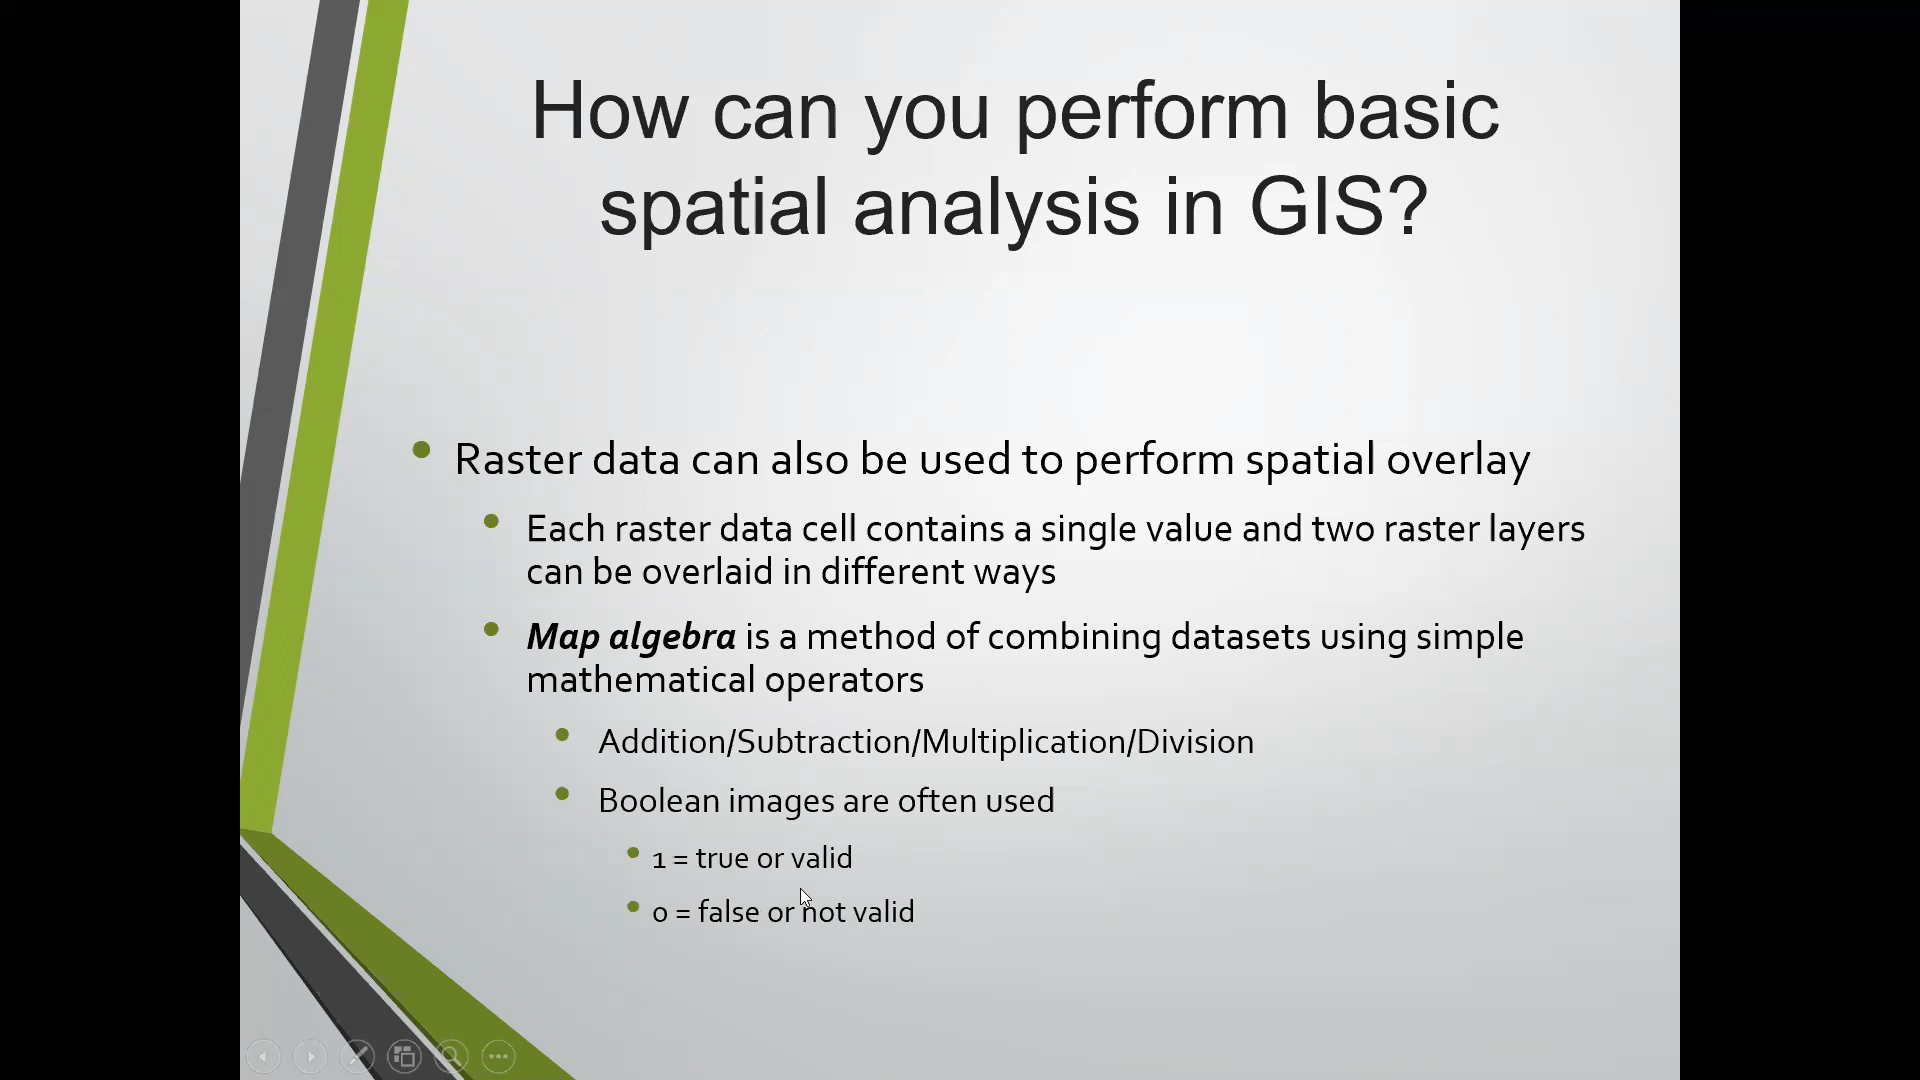 How can you perform basic
spatial analysis in GIS?
Raster data can also be used to perform spatial overlay
Each raster data cell contains a single value and two raster layers
can be overlaid in different ways
Map algebra is a method of combining datasets using simple
mathematical operators
Addition/Subtraction/Multiplication/Division
Boolean images are often used
1 = true or valid
0 = false or not valid